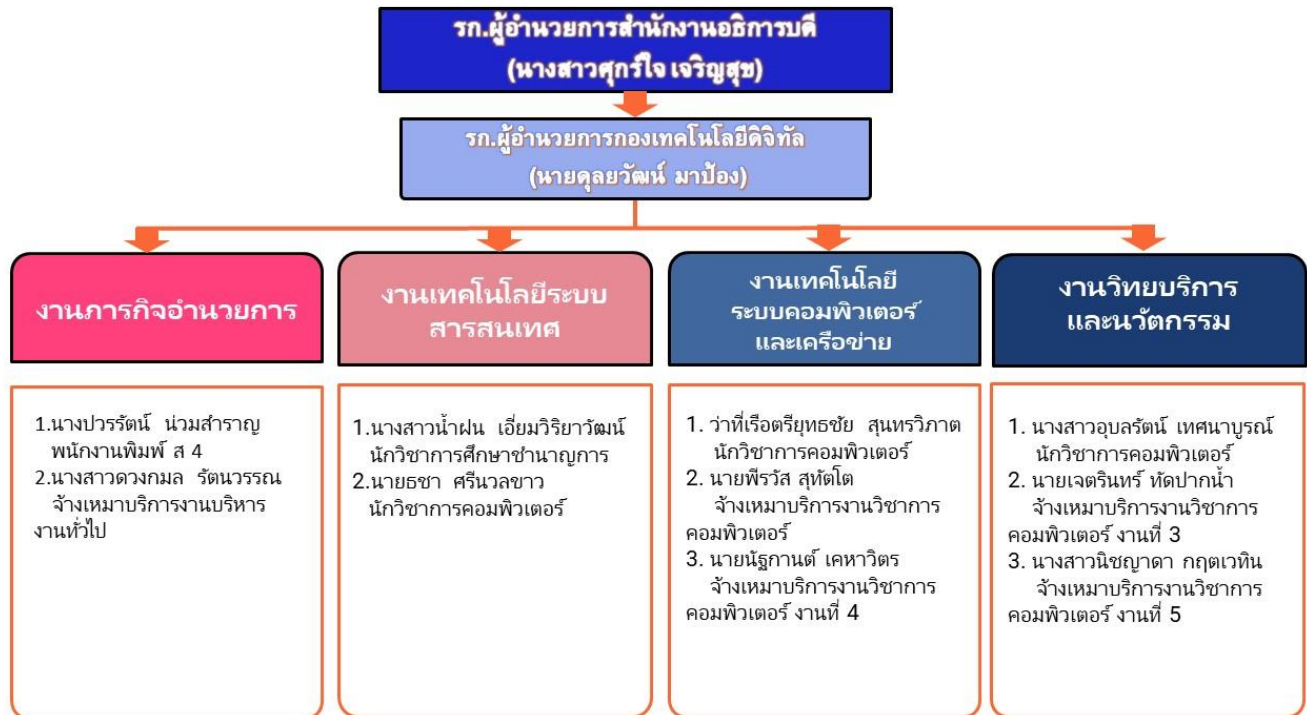 รก.ผู้อำนวยการสำนักงานอธิการบดี
(นางสาวศุกร์ใจ เจริญสุข)
รก.ผู้อำนวยการกองเทคโนโลยีดิจิทัล
(นายดุลยวัฒน์ มาป้อง)
งานภารกิจอำนวยการ
งานเทคโนโลยีระบบ
สารสนเทศ
งานเทคโนโลยี
ระบบคอมพิวเตอร์
และเครือข่าย
งานวิทยบริการ
และนวัตกรรม
1.นางปวรรัตน์ น่วมสำราญ
พนักงานพิมพ์ ส 4
2.นางสาวดวงกมล รัตนวรรณ
จ้างเหมาบริการงานบริหาร
งานทั่วไป
1.นางสาวน้ำฝน เอี่ยมวิริยาวัฒน์
นักวิชาการศึกษาชำนาญการ
2.นายธชา ศรีนวลขาว
นักวิชาการคอมพิวเตอร์
1. ว่าที่เรือตรียุทธชัย สุนทรวิภาต
นักวิชาการคอมพิวเตอร์
2. นายพีรวัส สุทัตโต
จ้างเหมาบริการงานวิชาการ
คอมพิวเตอร์
3. นายนัฐกานต์ เคหาวิตร
จ้างเหมาบริการงานวิชาการ
คอมพิวเตอร์ งานที่ 4
1. นางสาวอุบลรัตน์ เทศนาบูรณ์
นักวิชาการคอมพิวเตอร์
2. นายเจตรินทร์ ทัดปากน้ำ
จ้างเหมาบริการงานวิชาการ
คอมพิวเตอร์ งานที่ 3
3. นางสาวนิชญาดา กฤตเวทิน
จ้างเหมาบริการงานวิชาการ
คอมพิวเตอร์ งานที่ 5